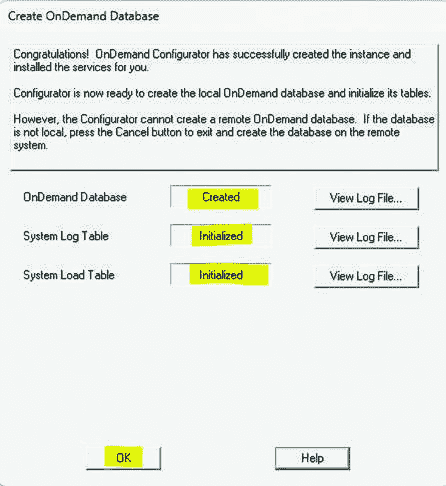 Create OnDemand Database
Congratulations!  OnDemand Configurator has successfully created the instance and
installed the services for you.
Configurator is now ready to create the local OnDemand database and initialize its tables.
However, the Configurator cannot create a remote OnDemand database.  If the database
is not local, press the Cancel button to exit and create the database on the remote
system.
OnDemand Database Created View Log File...
System Log Table Initialized View Log File...
System Load Table Initialized View Log File...
OK Help